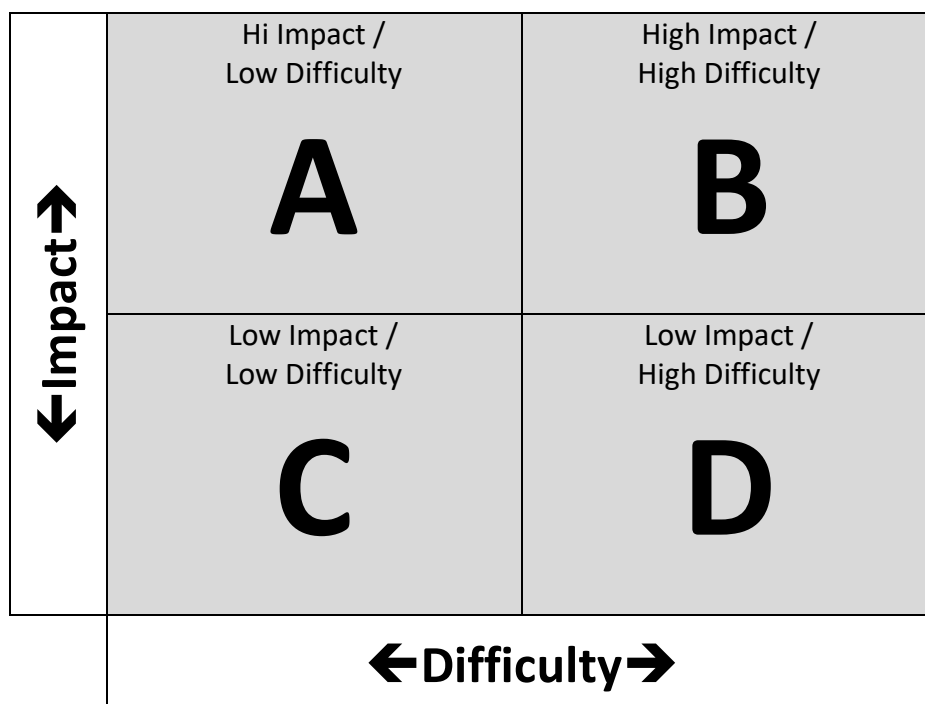 Hi Impact /
Low Difficulty
A
High Impact /
High Difficulty
B
←Impact→
Low Impact /
Low Difficulty
C
Low Impact /
High Difficulty
D
←Difficulty→